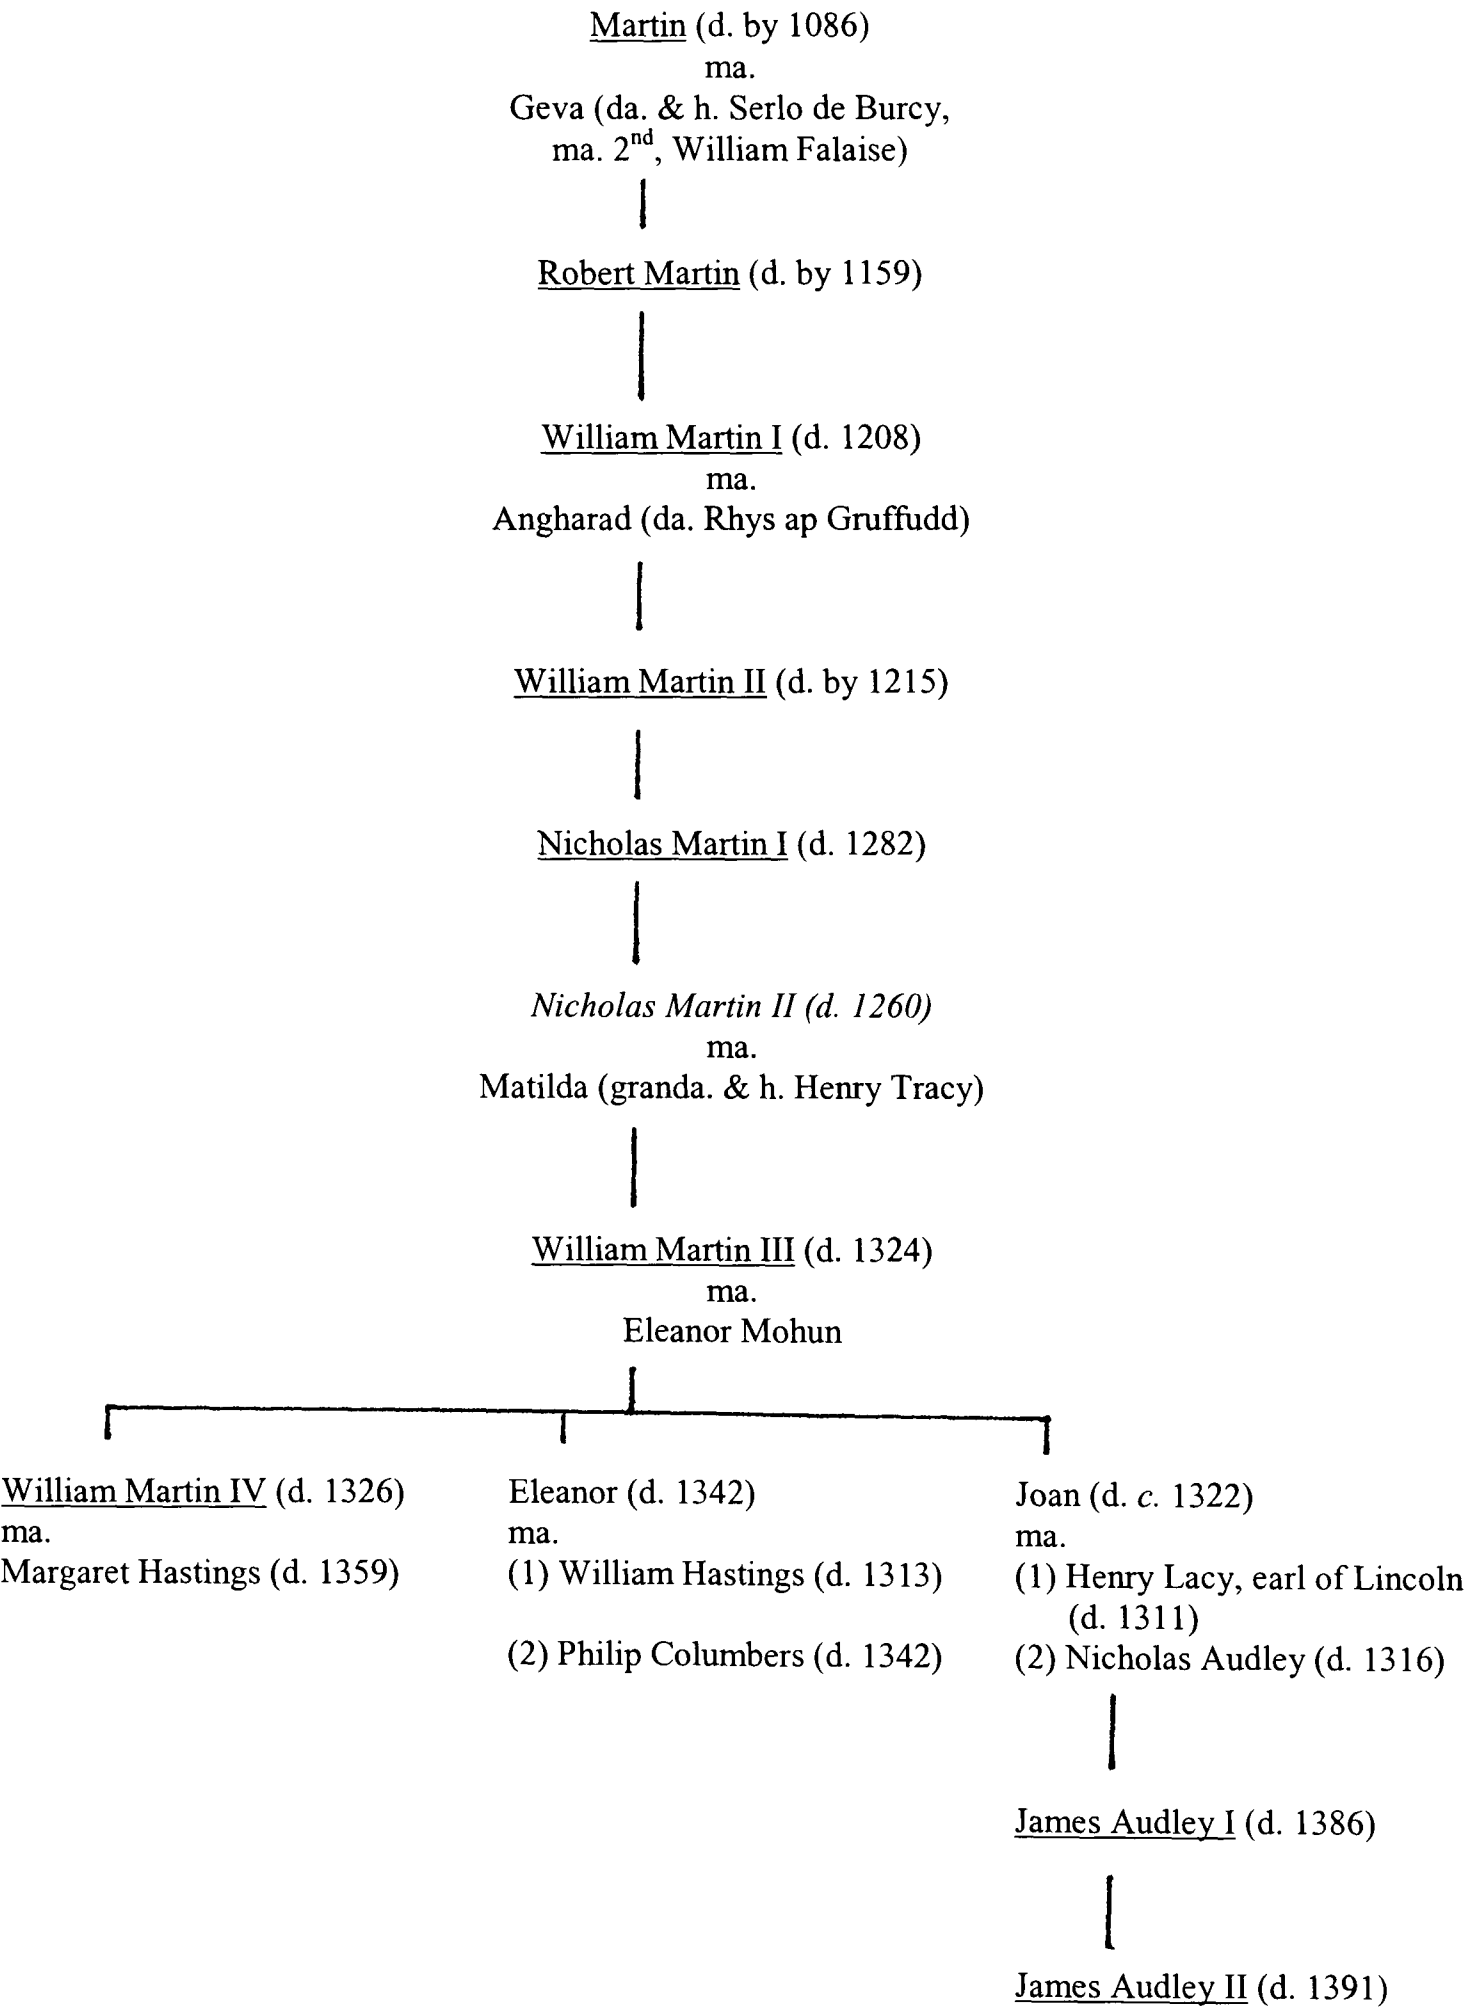 Martin (d. by 1086)
ma.
Geva (da. & h. Serlo de Burcy,
ma. 2nd, William Falaise)
Robert Martin (d. by 1159)
William Martin I (d. 1208)
ma.
Angharad (da. Rhys ap Gruffudd)
William Martin II (d. by 1215)
Nicholas Martin I (d. 1282)
Nicholas Martin II (d. 1260)
ma.
Matilda (granda. & h. Henry Tracy)
William Martin III (d. 1324)
ma.
Eleanor Mohun
William Martin IV (d. 1326)
ma.
Margaret Hastings (d. 1359)
Eleanor (d. 1342)
ma.
(1) William Hastings (d. 1313)
(2) Philip Columbers (d. 1342)
Joan (d. c. 1322)
ma.
(1) Henry Lacy, earl of Lincoln
(d. 1311)
(2) Nicholas Audley (d. 1316)
James Audley I (d. 1386)
James Audley II (d. 1391)